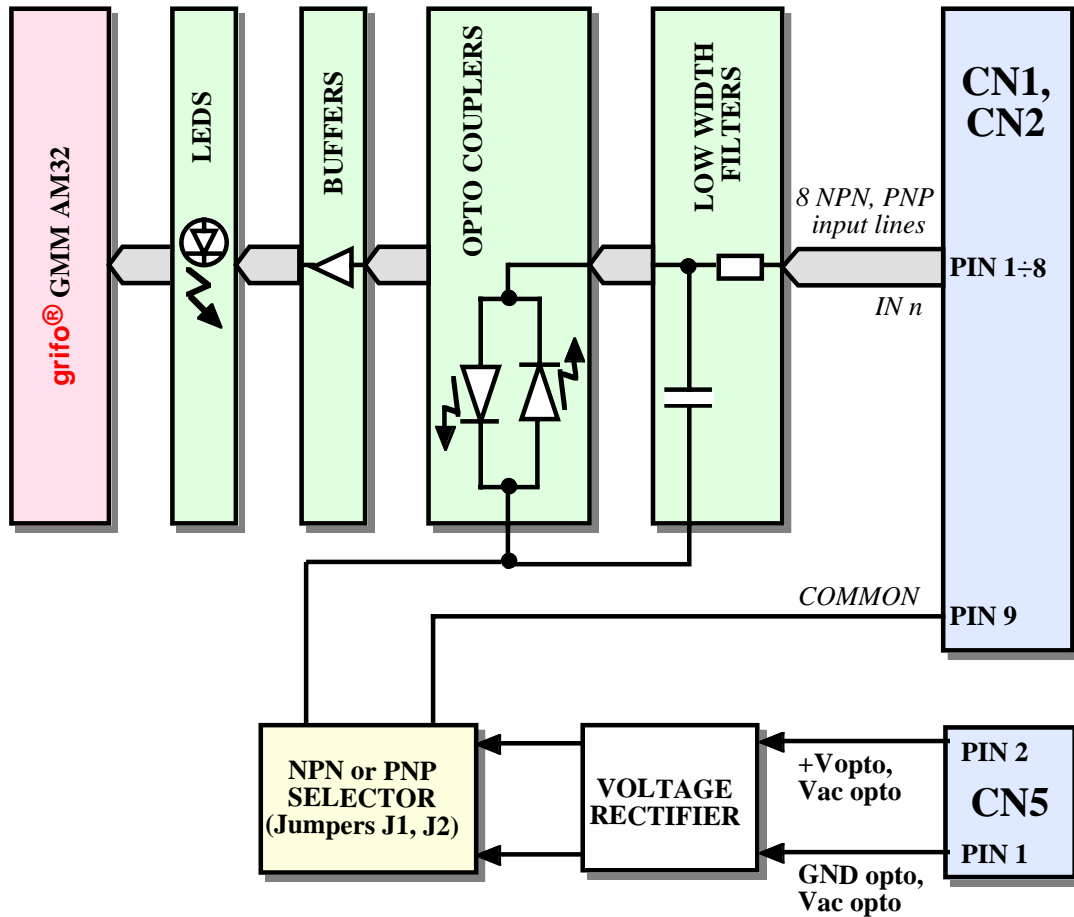 grifo® GMM AM32
LEDS
BUFFERS
OPTO COUPLERS
LOW WIDTH
FILTERS
8 NPN, PNP
input lines
IN n
CN1,
CN2
PIN 1÷8
COMMON
PIN 9
NPN or PNP
SELECTOR
(Jumpers J1, J2)
VOLTAGE
RECTIFIER
+Vopto,
Vac opto
GND opto,
Vac opto
PIN 2
CN5
PIN 1